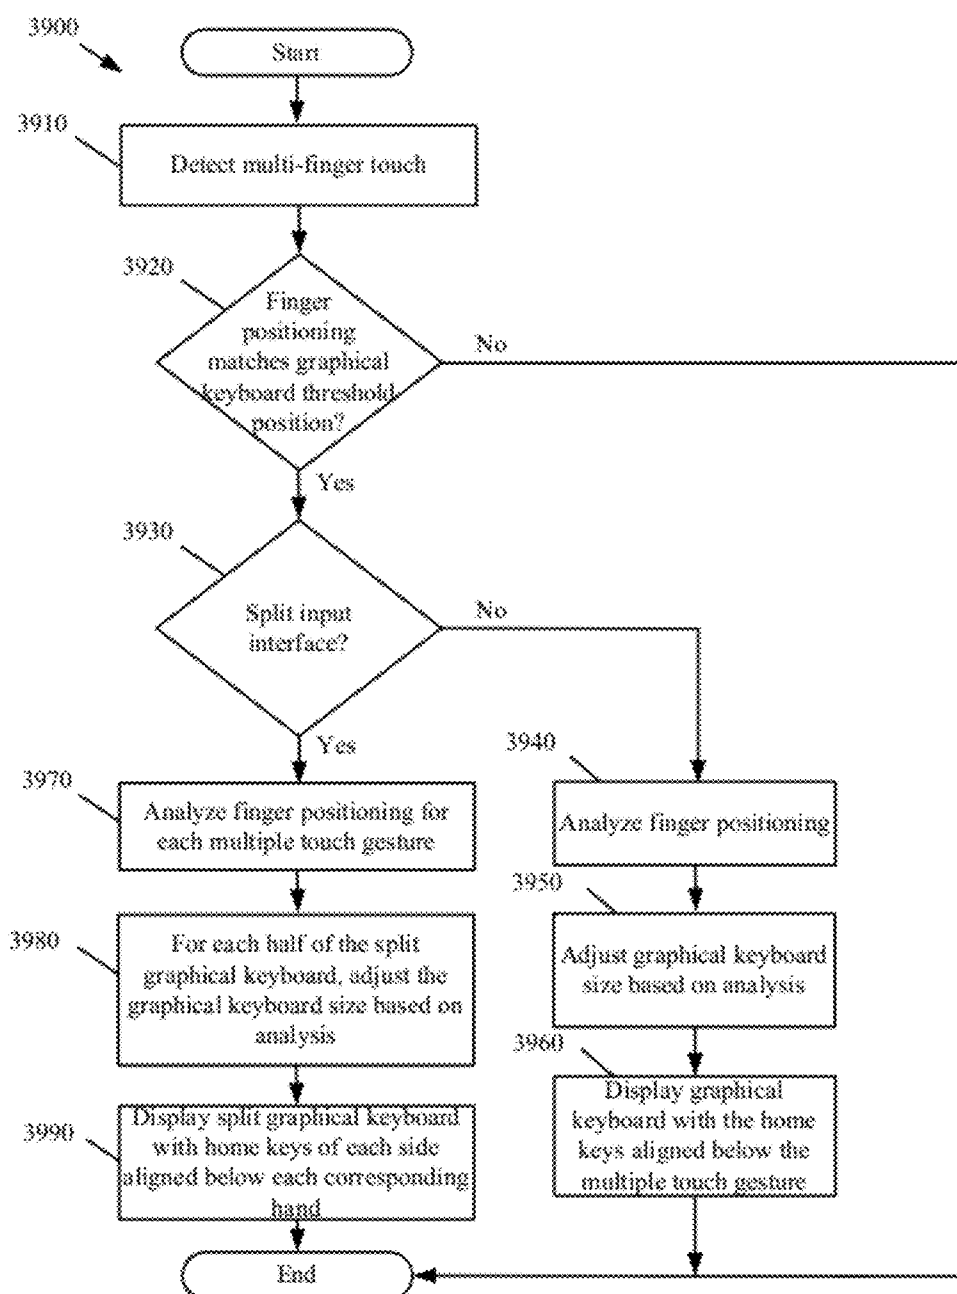 3900
Start
3910
Detect multi-finger touch
3920
Finger
positioning
matches graphical
keyboard threshold
position?
No
Yes
3930
Split input
interface?
No
Yes
3940
3970
Analyze finger positioning for
each multiple touch gesture
Analyze finger positioning
3950
3980
For each half of the split
graphical keyboard, adjust the
graphical keyboard size based on
analysis
Adjust graphical keyboard
size based on analysis
3960
3990
Display split graphical keyboard
with home keys of each side
aligned below each corresponding
hand
Display graphical
keyboard with the home
keys aligned below the
multiple touch gesture
End